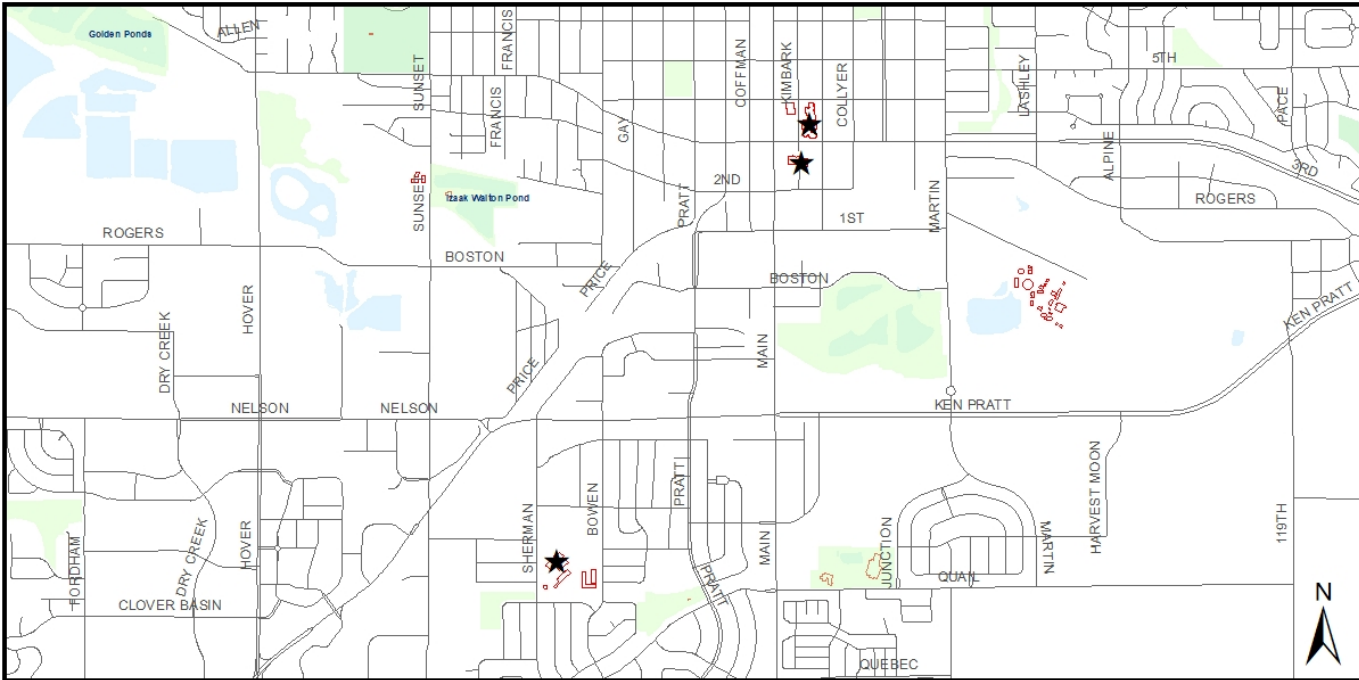 ALLEN
Golden Ponds
FRANCIS
SUNSET
FRANCIS
COFFMAN
KIMBARK
COLLYER
LASHLEY
5TH
PACE
GAY
ALPINE
3RD
2ND
SUNSET
Izaak Walton Pond
PRATT
MARTIN
ROGERS
1ST
ROGERS
BOSTON
BOSTON
PRICE
HOVER
KEN PRATT
DRY CREEK
MAIN
PRICE
NELSON
NELSON
KEN PRATT
PRATT
BOWEN
SHERMAN
HARVEST MOON
119TH
HOVER
DRY CREEK
MAIN
JUNCTION
MARTIN
FORDHAM
PRATT
QUAIL
CLOVER BASIN
N
QUEBEC